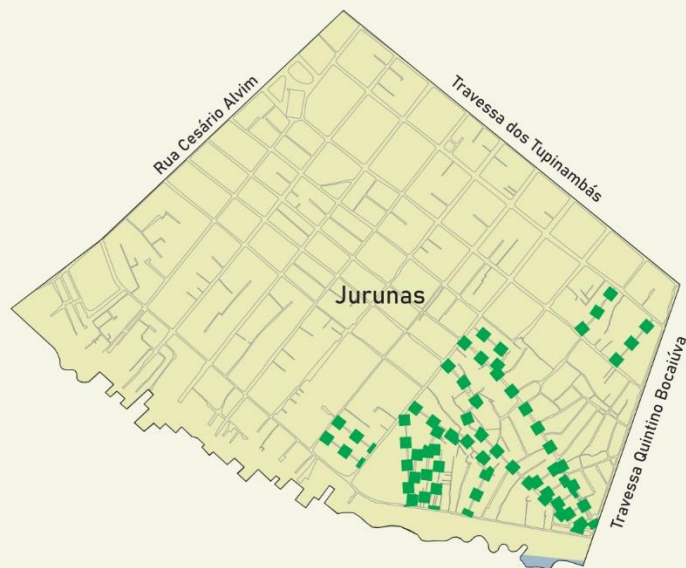 Rua Cesário Alvim
Travessa dos Tupinambás
Jurunas
Travessa Quintino Bocaiúva